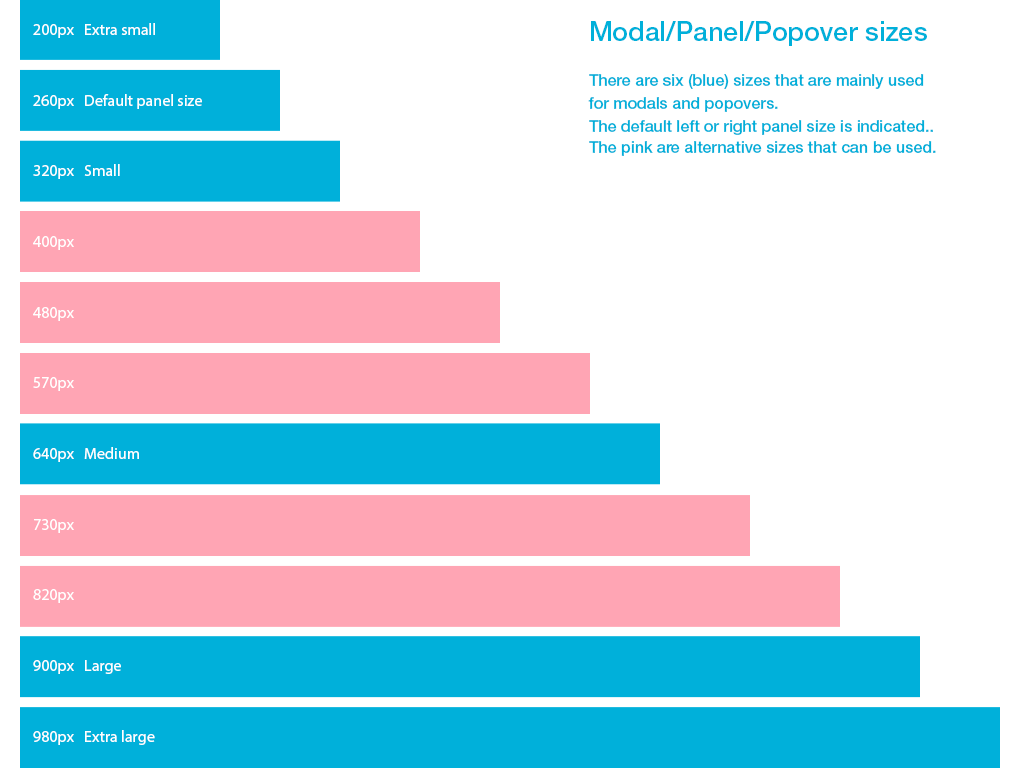 Modal/Panel/Popover sizes
There are six (blue) sizes that are mainly used
for modals and popovers.
The default left or right panel size is indicated..
The pink are alternative sizes that can be used.
200px Extra small
260px Default panel size
320px Small
400px
480px
570px
640px Medium
730px
820px
900px Large
980px Extra large